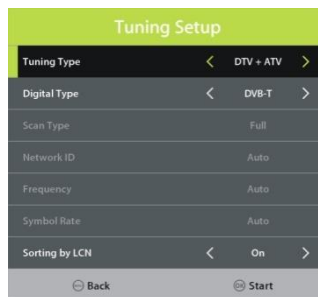 Tuning Setup
Tuning Type < DTV + ATV >
Digital Type < DVB-T >
Scan Type Full
Network ID Auto
Frequency Auto
Symbol Rate Auto
Sorting by LCN < On >
Back OK Start